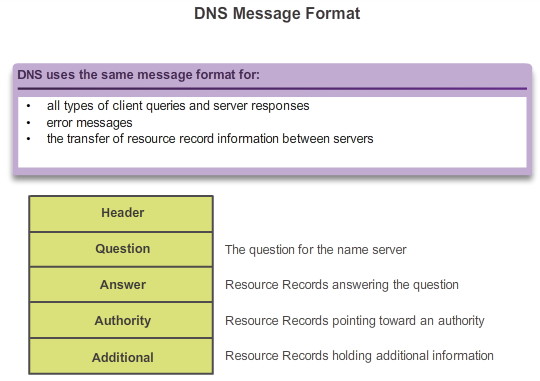 DNS Message Format
DNS uses the same message format for:
• all types of client queries and server responses
• error messages
• the transfer of resource record information between servers
Header
Question The question for the name server
Answer Resource Records answering the question
Authority Resource Records pointing toward an authority
Additional Resource Records holding additional information